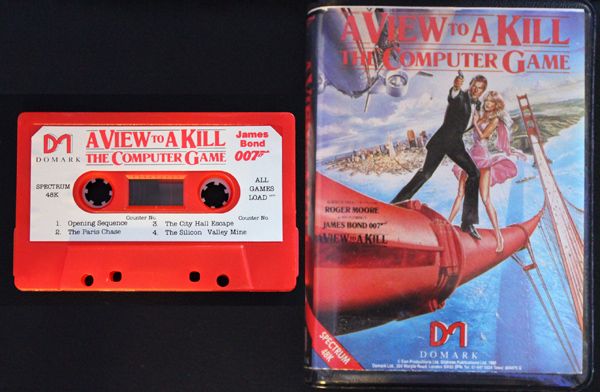 DOMARK
A VIEW TO A KILL
THE COMPUTER GAME
James
Bond
007
SPECTRUM
48K
ALL
GAMES
LOAD
Counter No.
Counter No.
1. Opening Sequence
3. The City Hall Escape
2. The Paris Chase
4. The Silicon Valley Mine
A VIEW TO A KILL
THE COMPUTER GAME
ROGER MOORE
JAMES BOND 007
A VIEW TO A KILL
SPECTRUM
48K
DOMARK